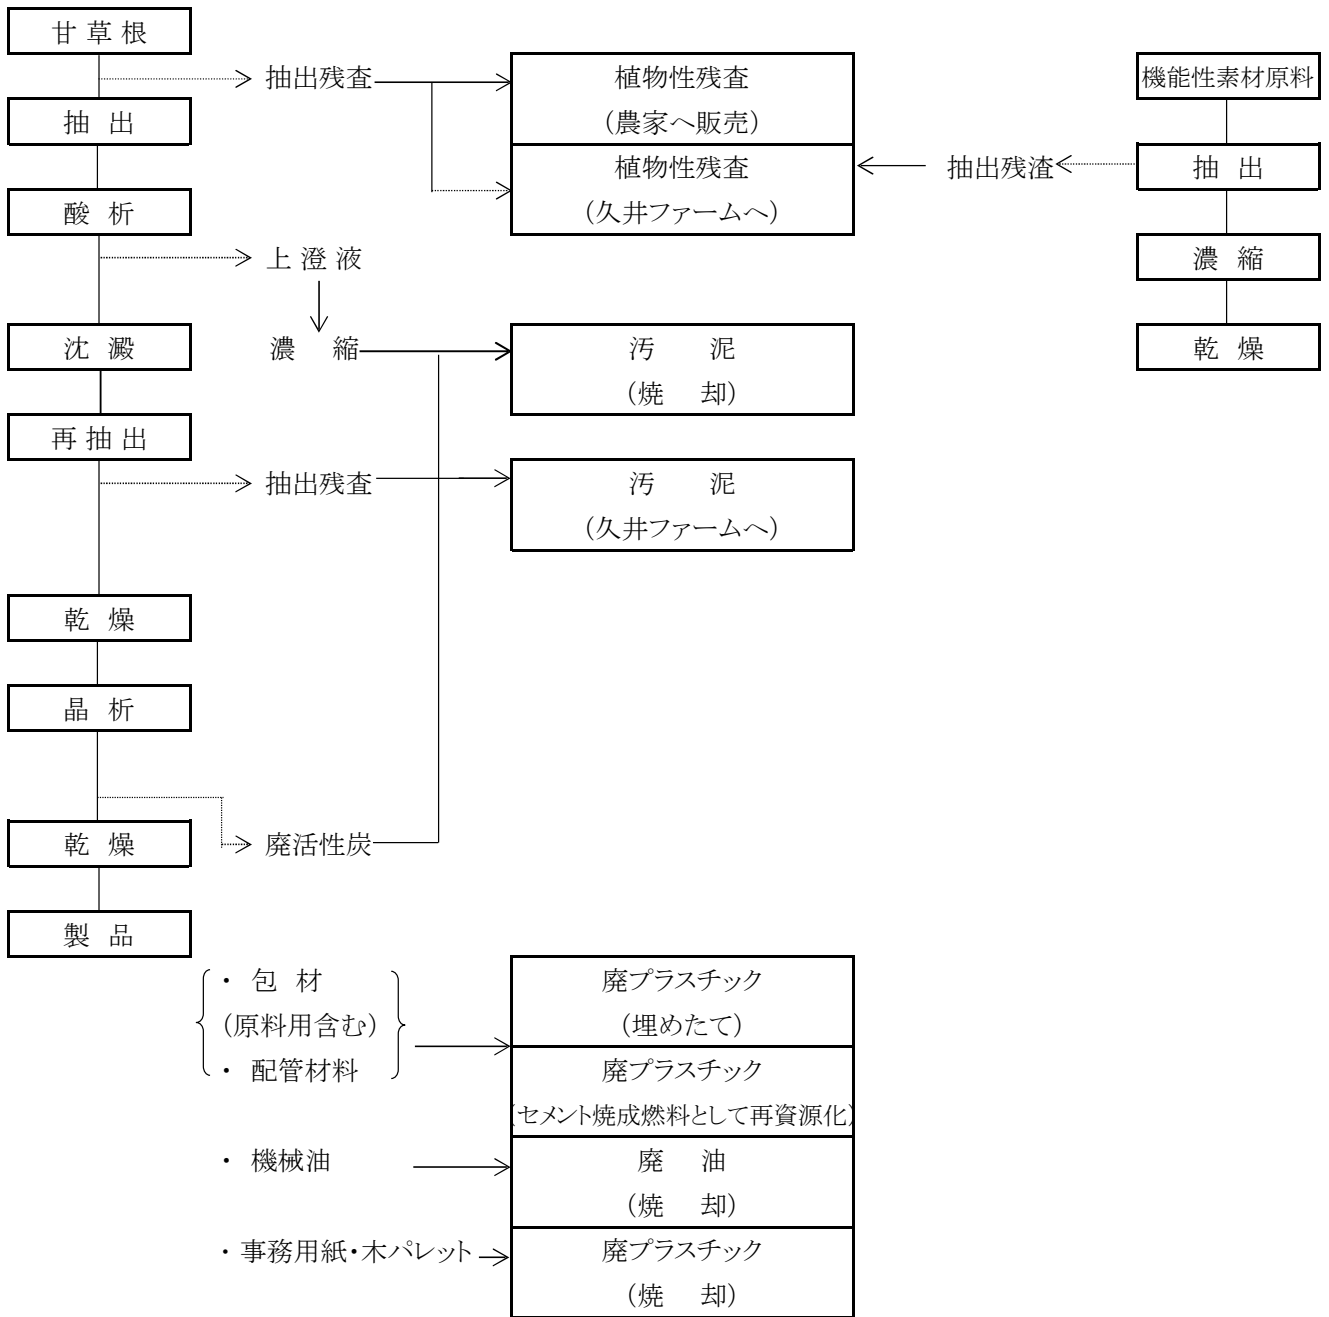 甘草根
抽出残査
抽出
酸析
上澄液
濃縮
沈澱
再抽出
抽出残査
乾燥
晶析
廃活性炭
乾燥
製品
植物性残査
(農家へ販売)
植物性残査
(久井ファームへ)
汚泥
(焼却)
汚泥
(久井ファームへ)
機能性素材原料
抽出残渣
抽出
濃縮
乾燥
・ 包材
(原料用含む)
・ 配管材料
廃プラスチック
(埋めたて)
廃プラスチック
(セメント焼成燃料として再資源化)
・ 機械油
廃油
(焼却)
・事務用紙・木パレット
廃プラスチック
(焼却)